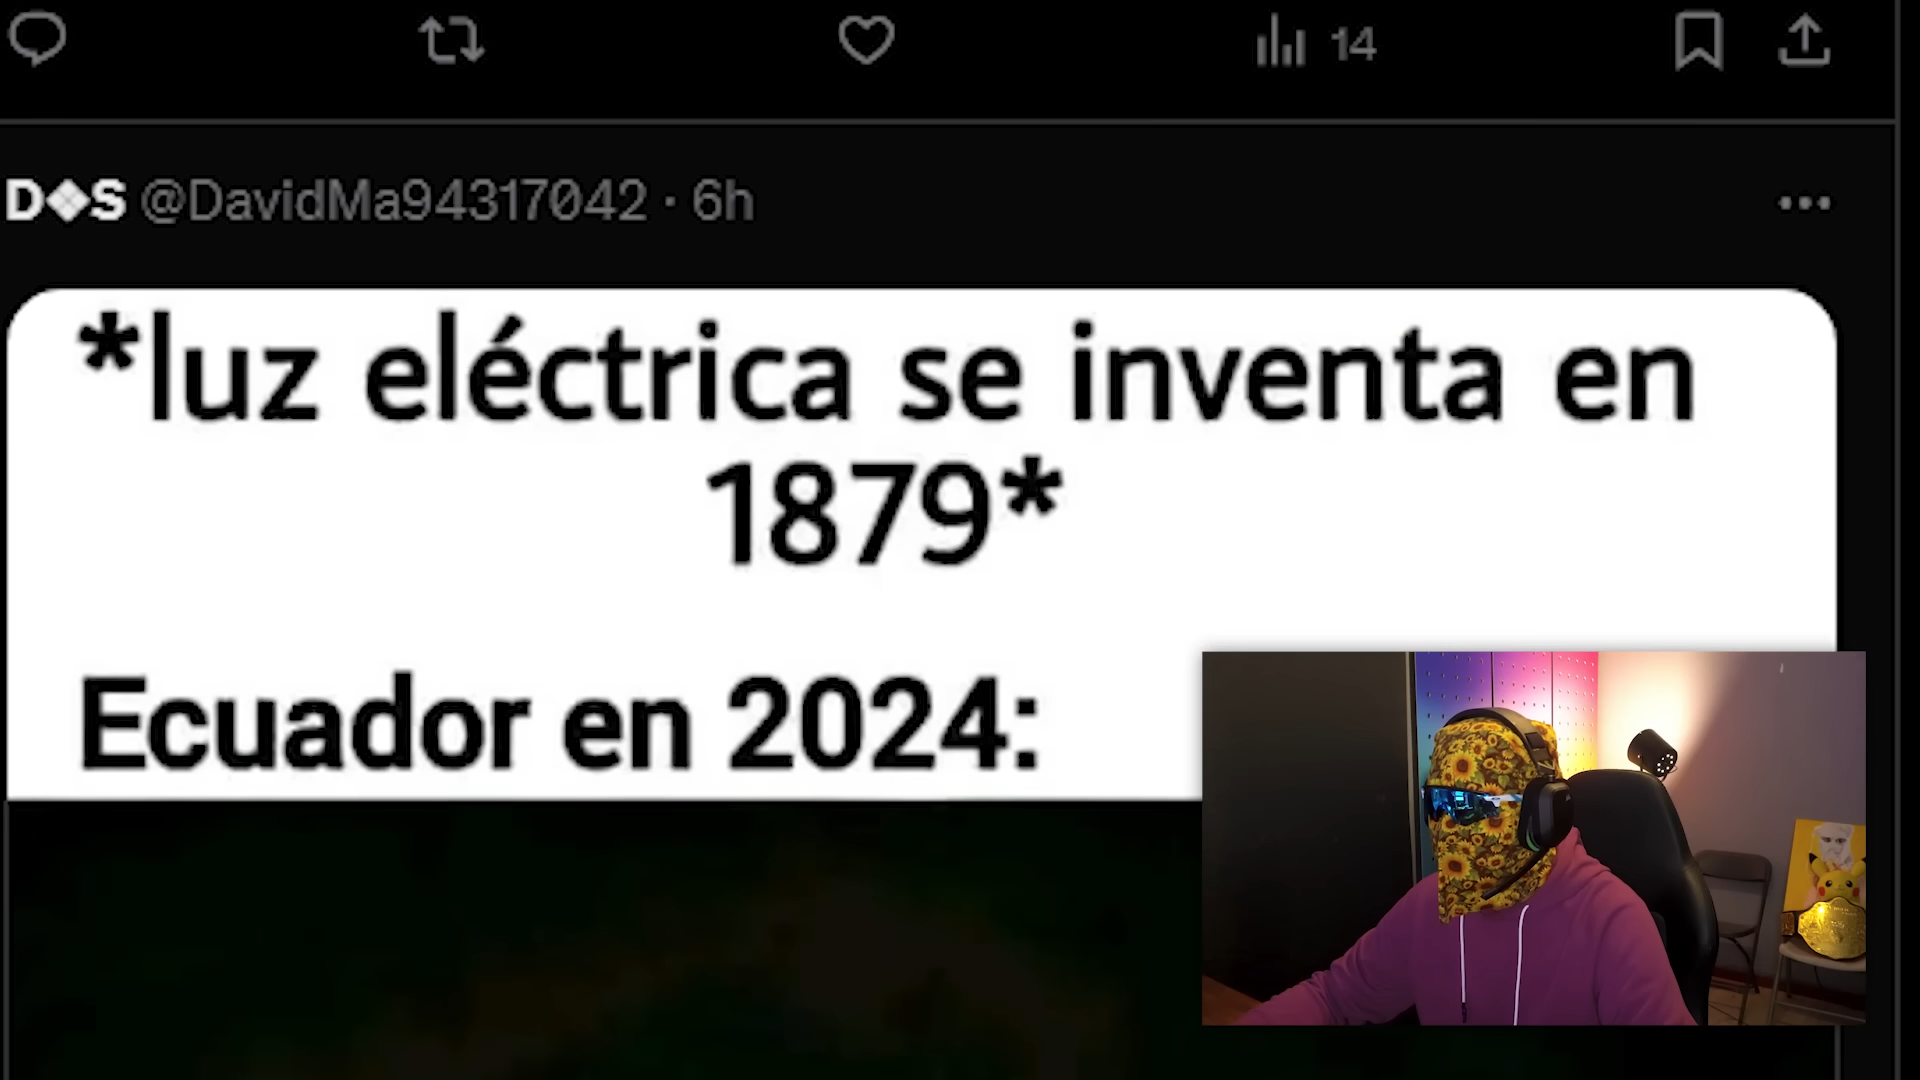 14
D❖S @DavidMa94317042 · 6h
*luz eléctrica se inventa en
1879*
Ecuador en 2024: